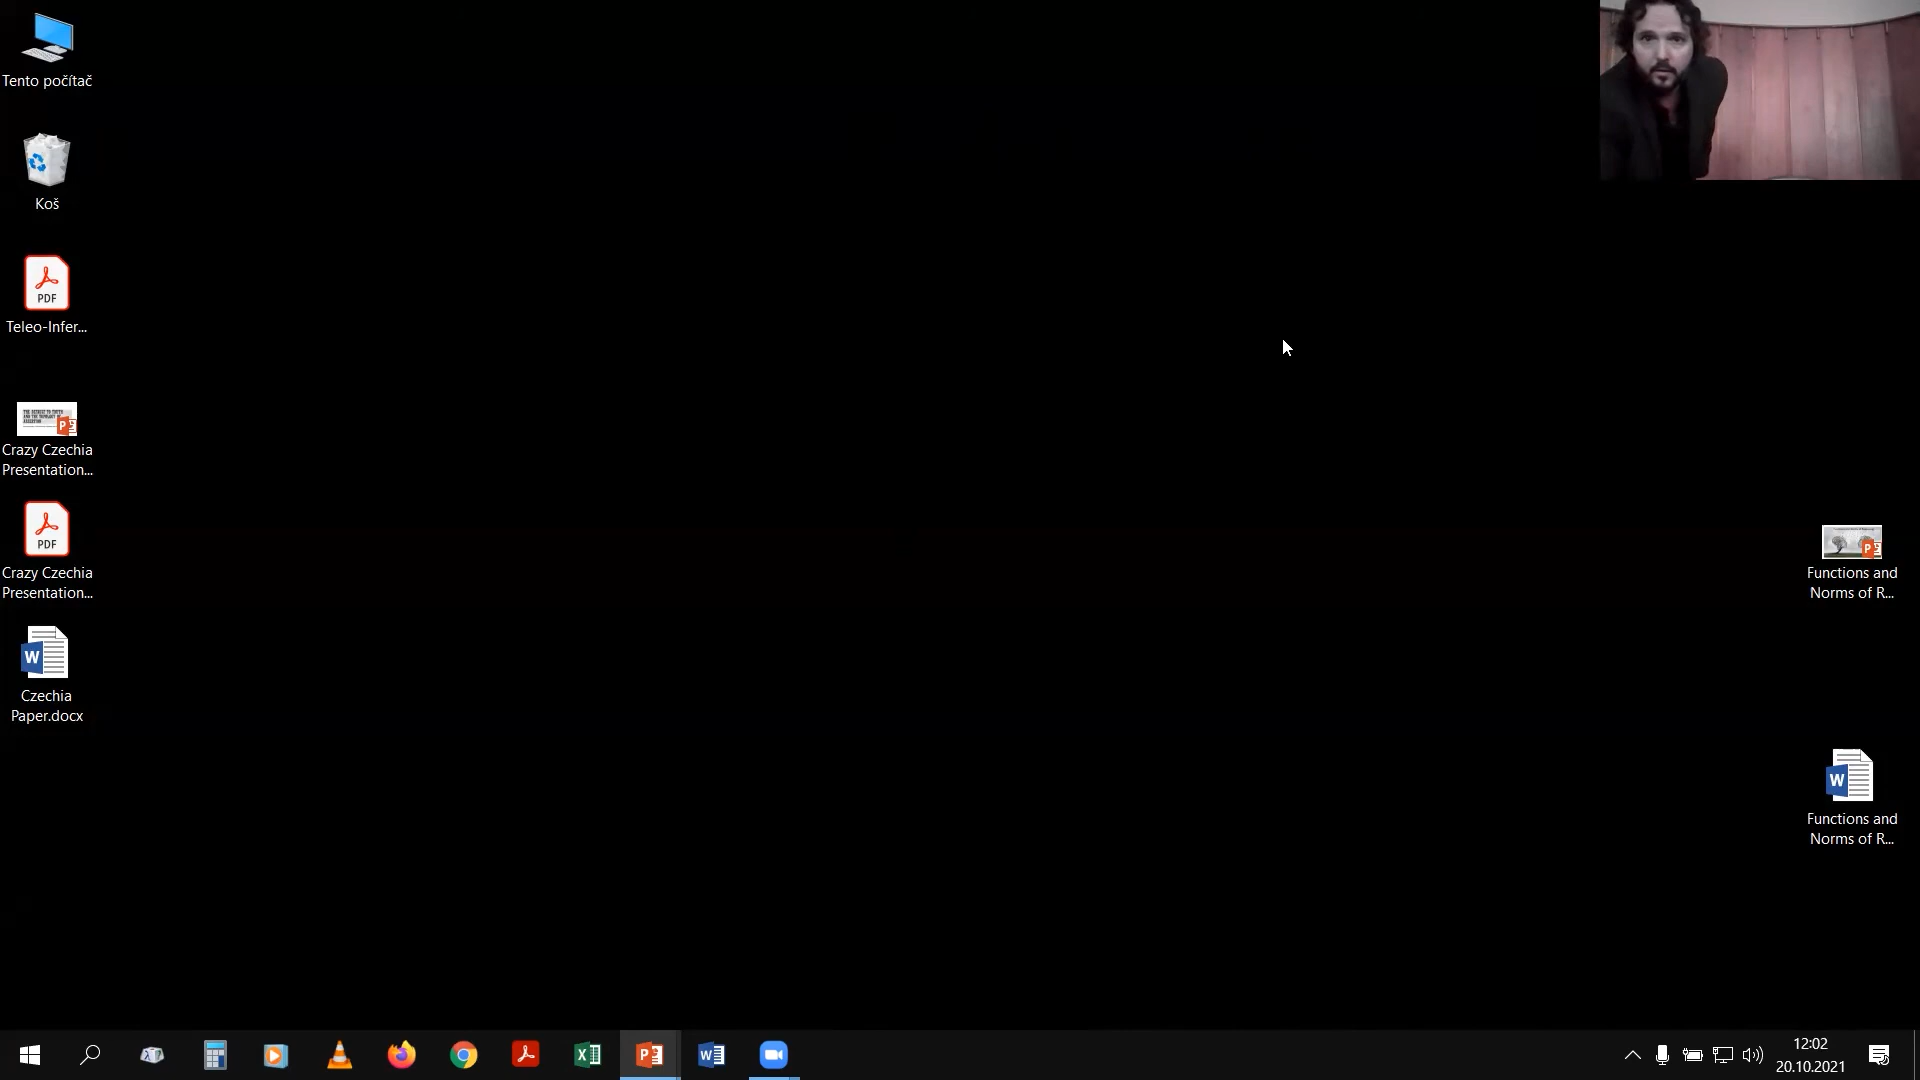 Tento počítač
Koš
PDF
Teleo-Infer...
Crazy Czechia
Presentation...
PDF
Crazy Czechia
Presentation...
W
Czechia
Paper.docx
P
Functions and
Norms of R...
W
Functions and
Norms of R...
12:02
20.10.2021